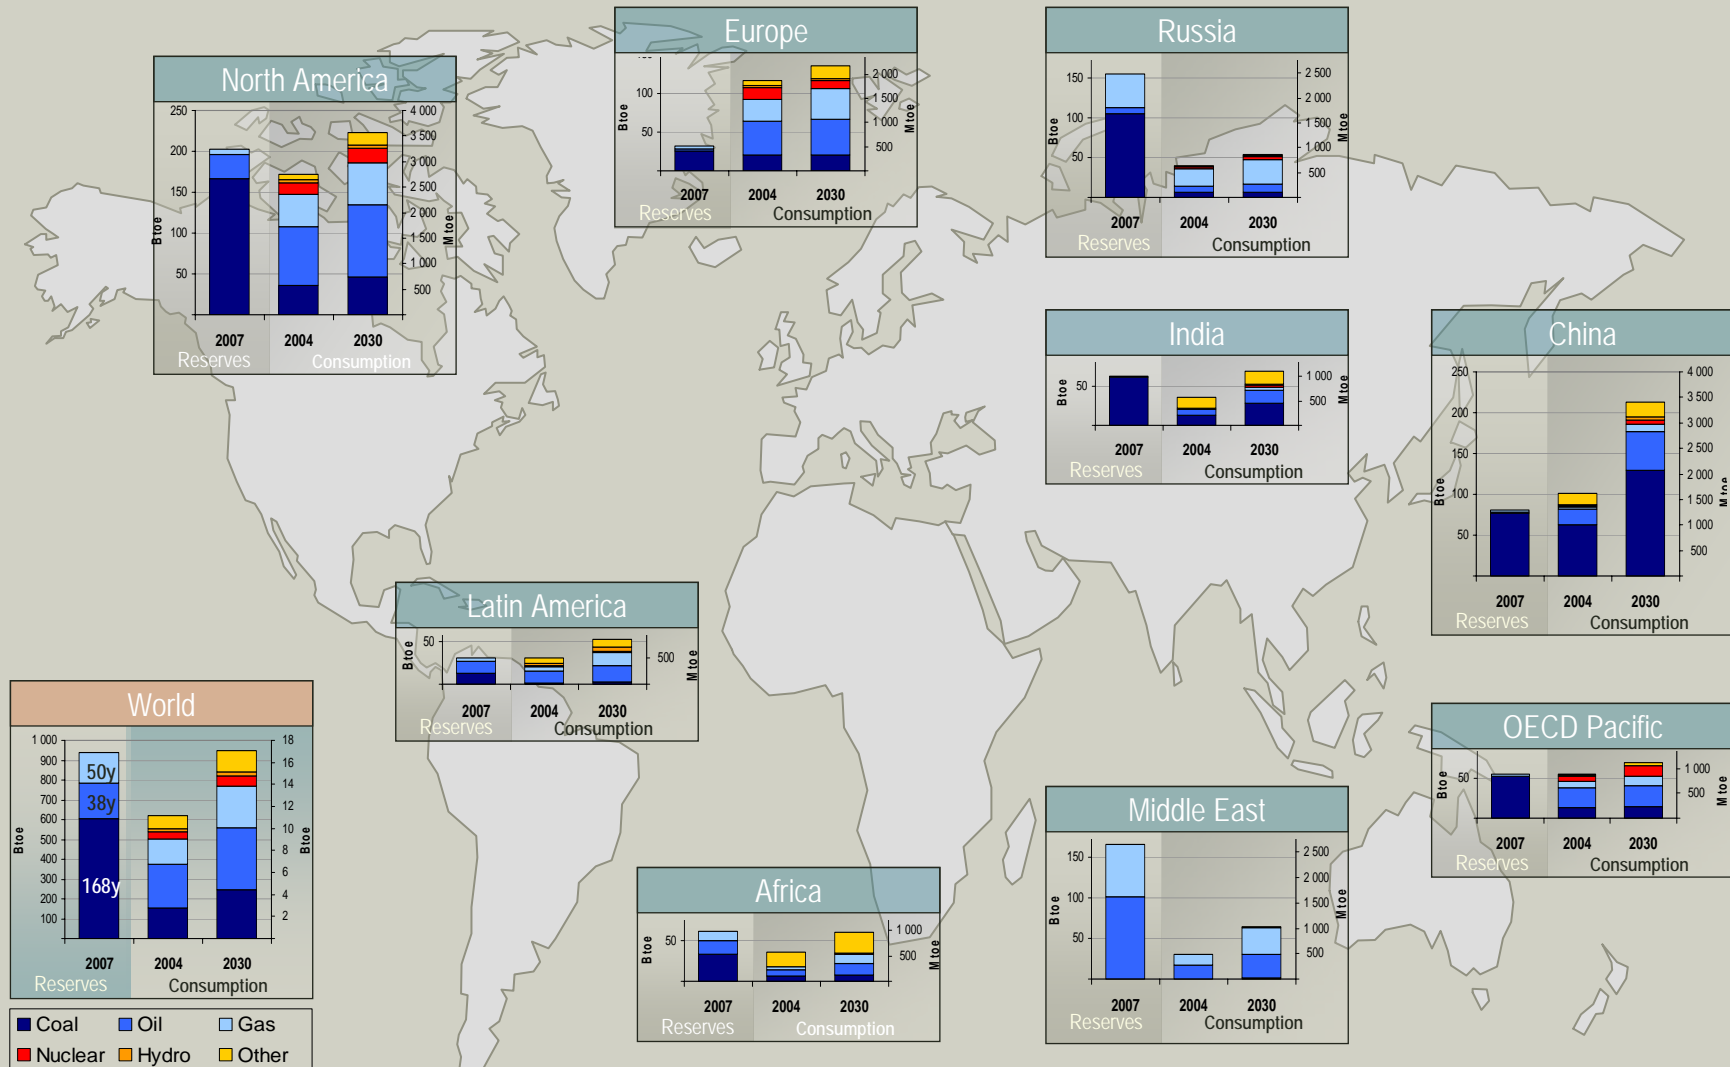 North America
250
200
150
100
50
Btoe
4 000
3 500
3 000
2 500
2 000
1 500
1 000
500
Mtoe
2007 2004 2030
Reserves Consumption
Europe
100
50
Btoe
2 000
1 500
1 000
500
Mtoe
2007 2004 2030
Reserves Consumption
Russia
150
100
50
Btoe
2 500
2 000
1 500
1 000
500
Mtoe
2007 2004 2030
Reserves Consumption
India
50
Btoe
1 000
500
Mtoe
2007 2004 2030
Reserves Consumption
China
250
200
150
100
50
Btoe
4 000
3 500
3 000
2 500
2 000
1 500
1 000
500
Mtoe
2007 2004 2030
Reserves Consumption
Latin America
50
Btoe
500
Mtoe
2007 2004 2030
Reserves Consumption
World
1 000
900
800
700
600
500
400
300
200
100
Btoe
50y
38y
168y
18
16
14
12
10
8
6
4
2
Btoe
2007 2004 2030
Reserves Consumption
Coal Oil Gas
Nuclear Hydro Other
Africa
50
Btoe
1 000
500
Mtoe
2007 2004 2030
Reserves Consumption
Middle East
150
100
50
Btoe
2 500
2 000
1 500
1 000
500
Mtoe
2007 2004 2030
Reserves Consumption
OECD Pacific
50
Btoe
1 000
500
Mtoe
2007 2004 2030
Reserves Consumption